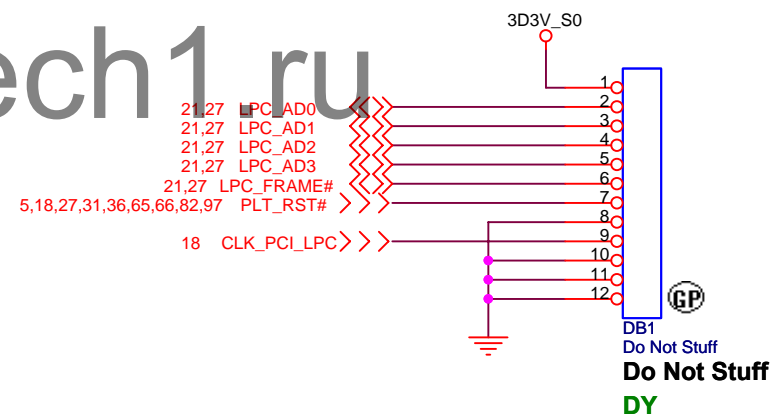 3D3V_S0
ech1.ru
1
21,27 LPC_AD0 2
21,27 LPC_AD1 3
21,27 LPC_AD2 4
21,27 LPC_AD3 5
21,27 LPC_FRAME# 6
5,18,27,31,36,65,66,82,97 PLT_RST# 7
8
18 CLK_PCI_LPC 9
10
11
12
GP
DB1
Do Not Stuff
Do Not Stuff
DY